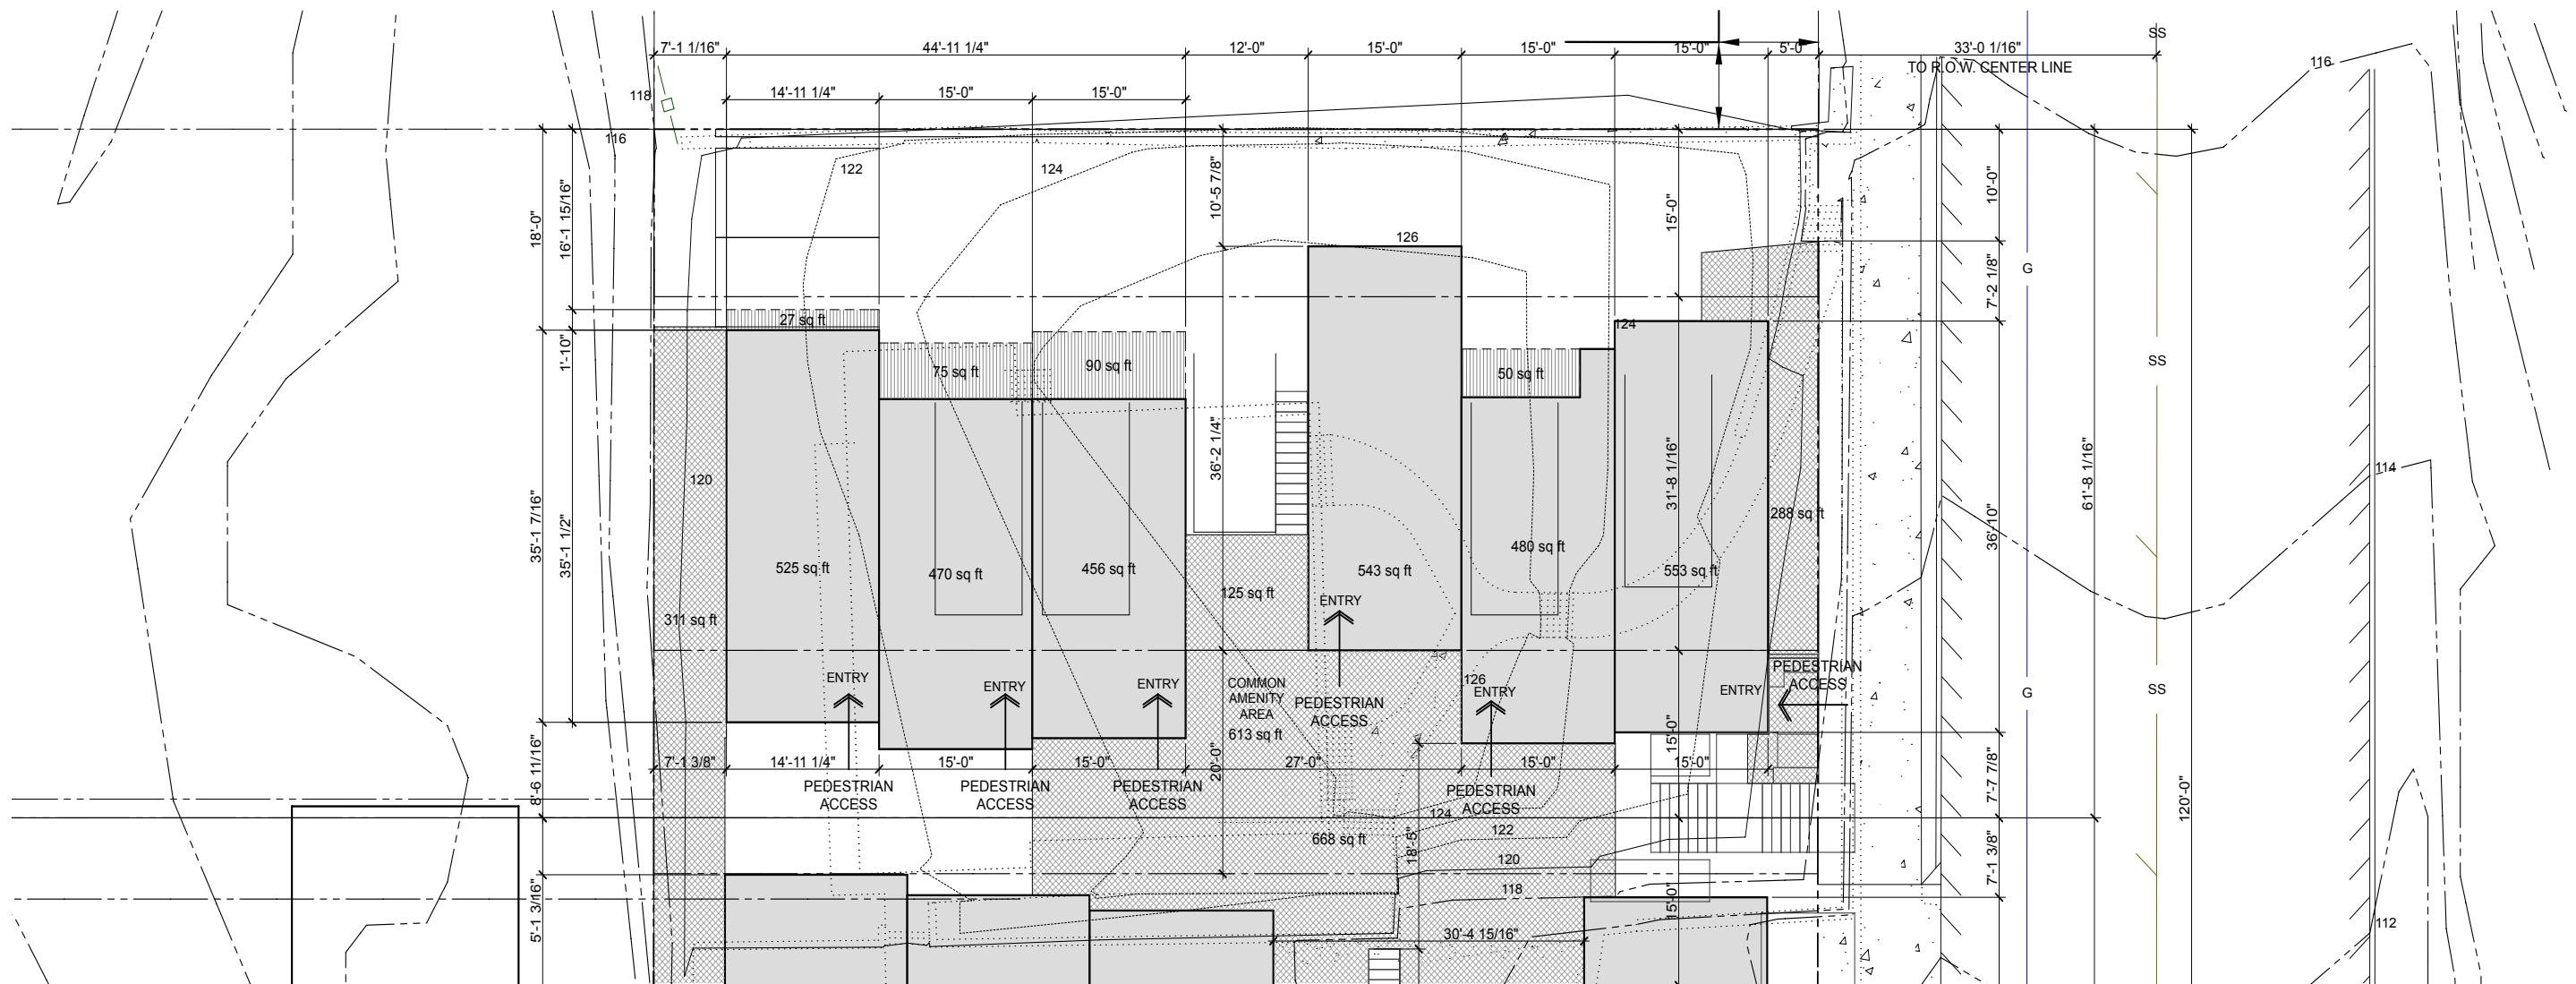 SS
7'-1 1/16"
44'-11 1/4"
12'-0"
15'-0"
15'-0"
15'-0"
5'-0"
33'-0 1/16"
TO R.O.W. CENTER LINE
116
118
14'-11 1/4"
15'-0"
15'-0"
116
122
124
18'-0"
16'-1 15/16"
10'-5 7/8"
15'-0"
10'-0"
126
G
7'-2 1/8"
27 sq ft
124
1'-10"
75 sq ft
90 sq ft
50 sq ft
SS
36'-2 1/4"
31'-8 1/16"
61'-8 1/16"
114
120
35'-1 7/16"
35'-1 1/2"
288 sq ft
36'-10"
480 sq ft
525 sq ft
470 sq ft
456 sq ft
543 sq ft
553 sq ft
125 sq ft
ENTRY
311 sq ft
ENTRY
ENTRY
ENTRY
COMMON
AMENITY
AREA
613 sq ft
PEDESTRIAN
ACCESS
126
ENTRY
ENTRY
PEDESTRIAN
ACCESS
G
SS
7'-1 3/8"
14'-11 1/4"
15'-0"
15'-0"
20'-0"
27'-0"
15'-0"
15'-0"
15'-0"
8'-6 11/16"
PEDESTRIAN
ACCESS
PEDESTRIAN
ACCESS
PEDESTRIAN
ACCESS
PEDESTRIAN
ACCESS
7'-7 7/8"
120'-0"
124
122
668 sq ft
18'-5"
120
118
7'-1 3/8"
5'-1 3/16"
15'-0"
30'-4 15/16"
112